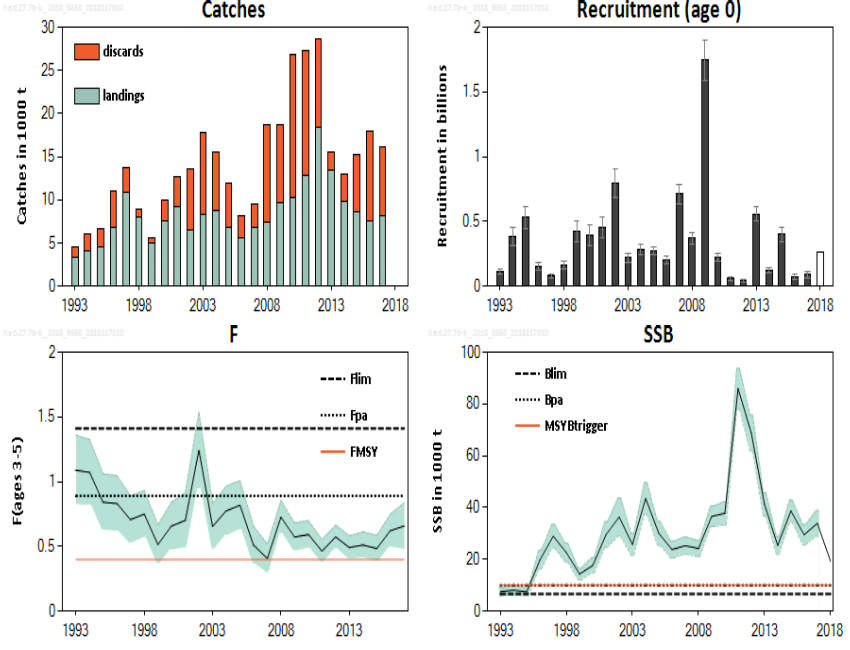 Catches
discards
landings
Catches in 1000 t
30
25
20
15
10
5
0
1993 1998 2003 2008 2013 2018
Recruitment (age 0)
Recruitment in billions
2
1.5
1
0.5
0
1993 1998 2003 2008 2013 2018
F
Flim
Fpa
FMSY
F(ages 3-5)
2
1.5
1
0.5
0
1993 1998 2003 2008 2013
SSB
Blim
Bpa
MSYBtrigger
SSB in 1000 t
100
80
60
40
20
0
1993 1998 2003 2008 2013 2018